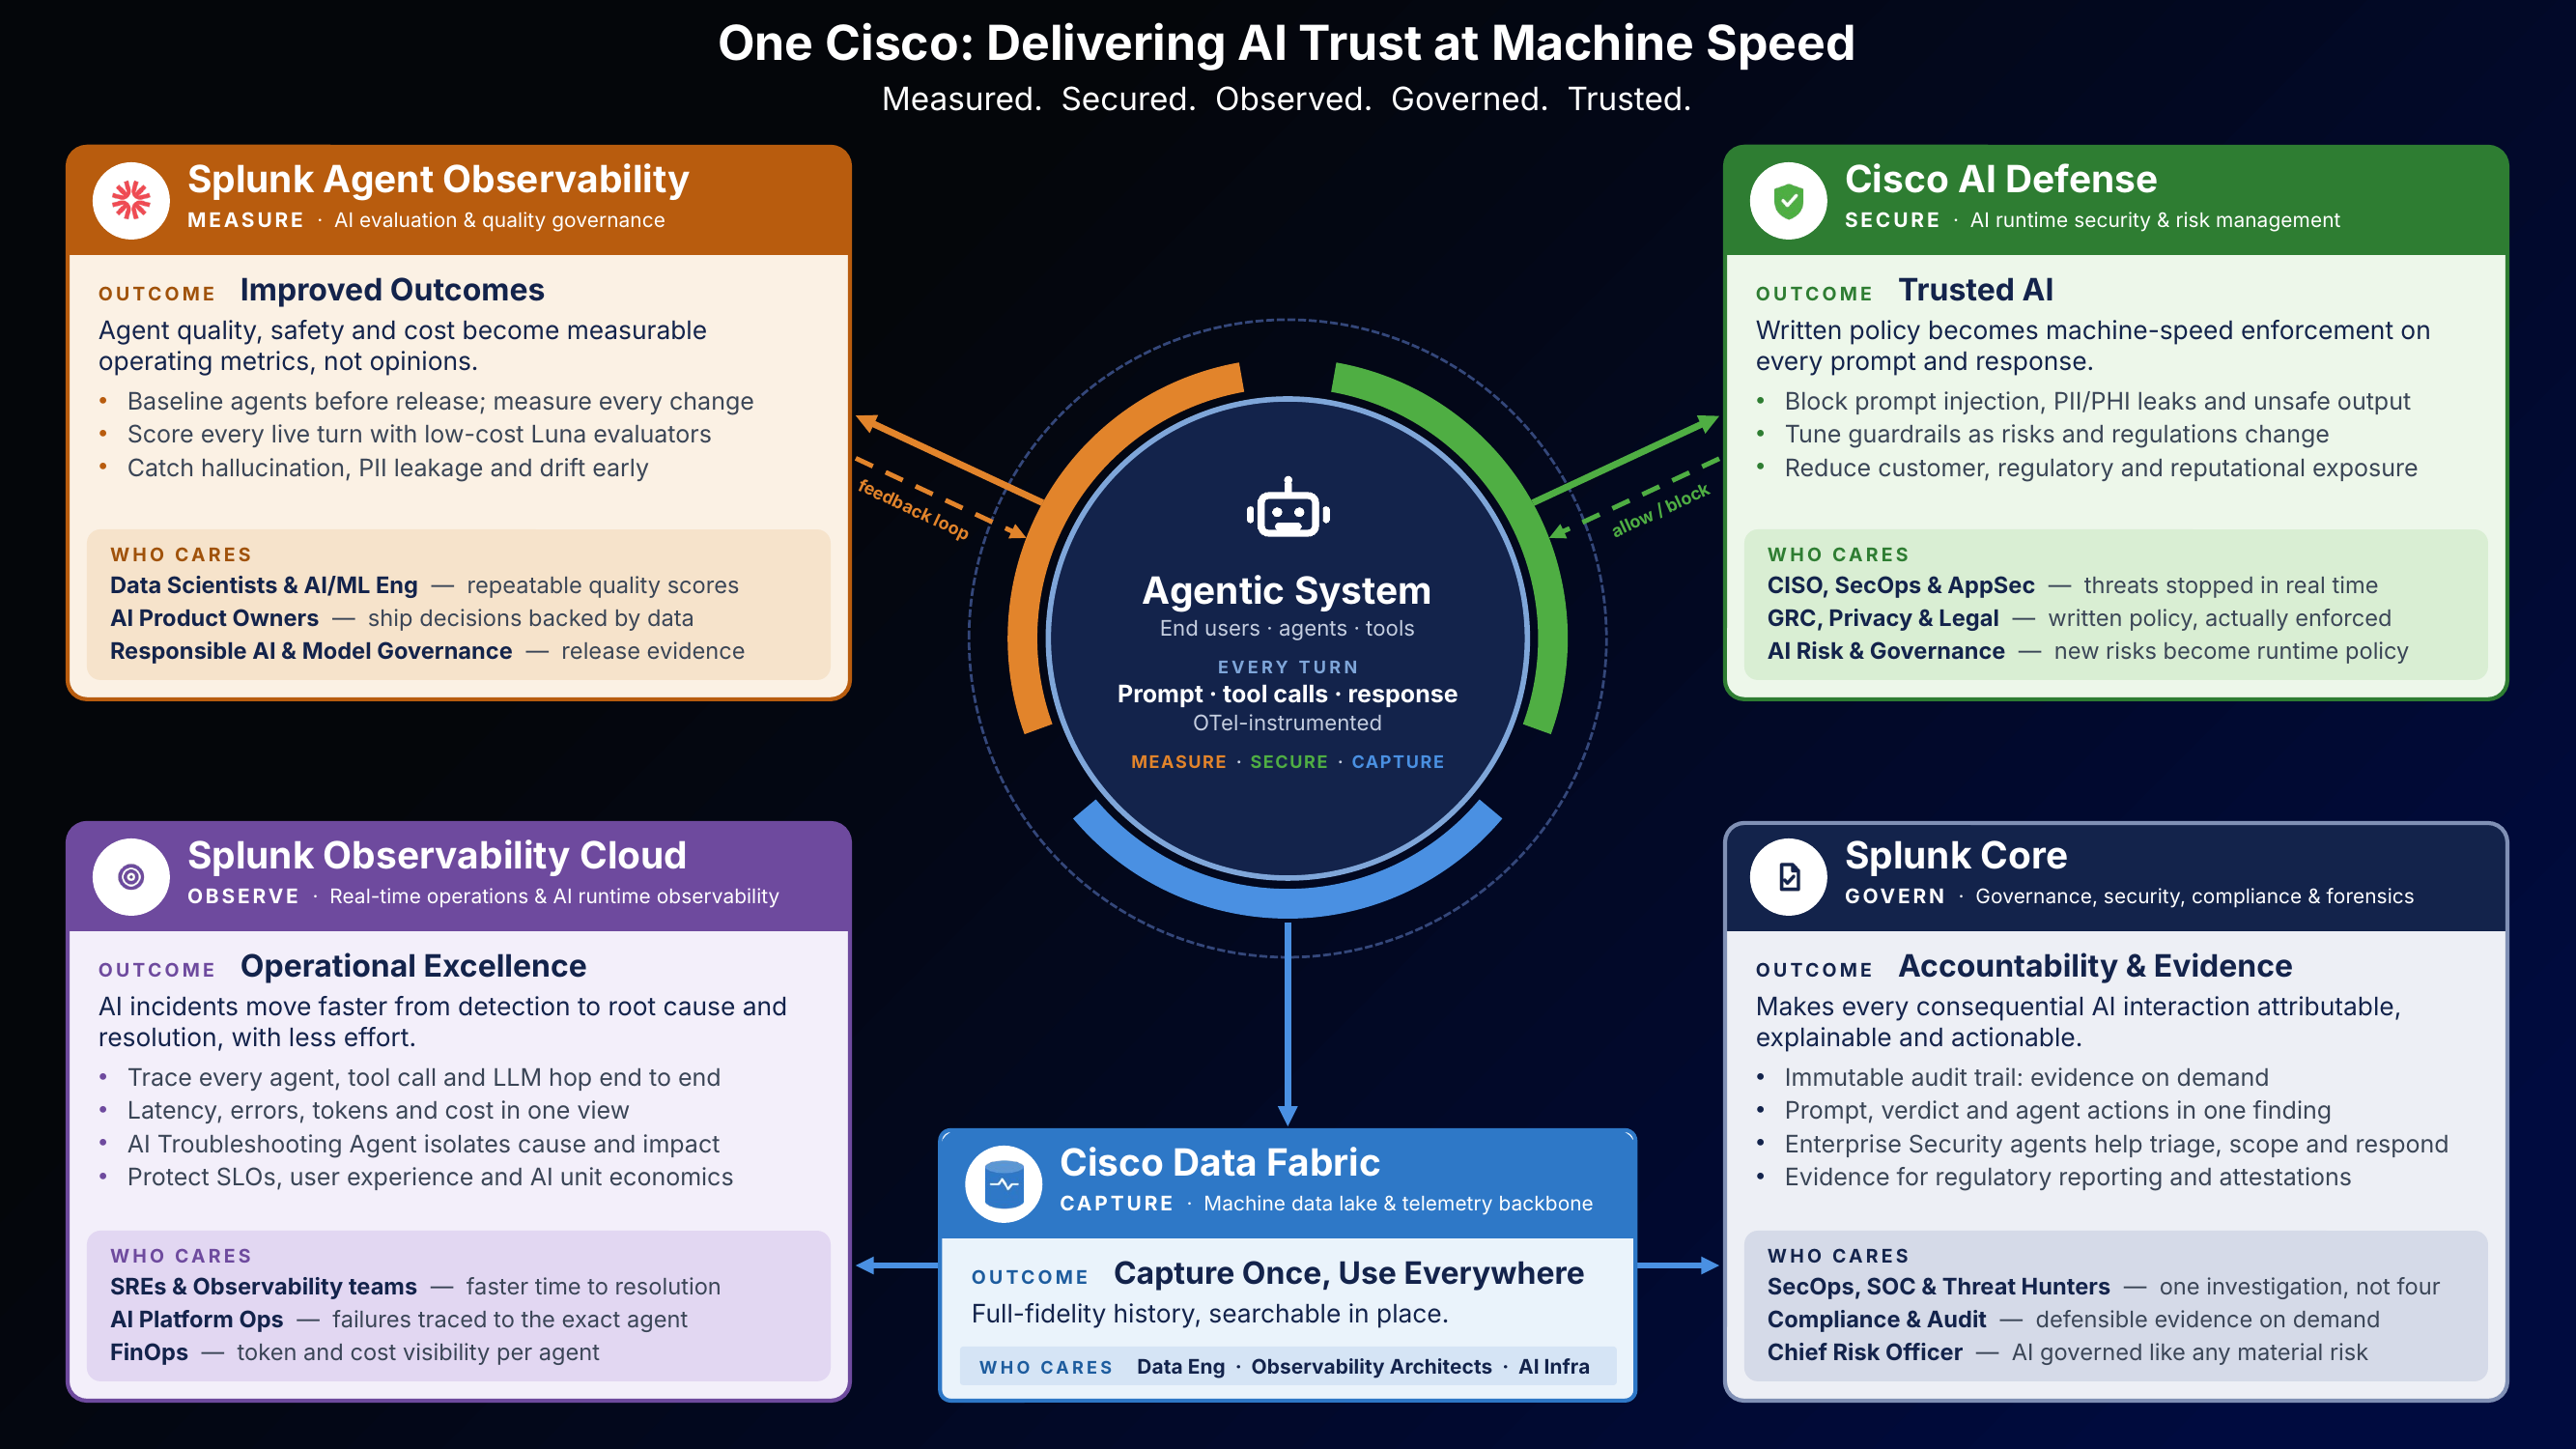 One Cisco: Delivering AI Trust at Machine Speed
Measured. Secured. Observed. Governed. Trusted.
Splunk Agent Observability
MEASURE · AI evaluation & quality governance
OUTCOME Improved Outcomes
Agent quality, safety and cost become measurable
operating metrics, not opinions.
• Baseline agents before release; measure every change
• Score every live turn with low-cost Luna evaluators
• Catch hallucination, PII leakage and drift early
WHO CARES
Data Scientists & AI/ML Eng — repeatable quality scores
AI Product Owners — ship decisions backed by data
Responsible AI & Model Governance — release evidence
feedback loop
Agentic System
End users · agents · tools
EVERY TURN
Prompt · tool calls · response
OTel-instrumented
MEASURE · SECURE · CAPTURE
allow / block
Cisco AI Defense
SECURE · AI runtime security & risk management
OUTCOME Trusted AI
Written policy becomes machine-speed enforcement on
every prompt and response.
• Block prompt injection, PII/PHI leaks and unsafe output
• Tune guardrails as risks and regulations change
• Reduce customer, regulatory and reputational exposure
WHO CARES
CISO, SecOps & AppSec — threats stopped in real time
GRC, Privacy & Legal — written policy, actually enforced
AI Risk & Governance — new risks become runtime policy
Splunk Observability Cloud
OBSERVE · Real-time operations & AI runtime observability
OUTCOME Operational Excellence
AI incidents move faster from detection to root cause and
resolution, with less effort.
• Trace every agent, tool call and LLM hop end to end
• Latency, errors, tokens and cost in one view
• AI Troubleshooting Agent isolates cause and impact
• Protect SLOs, user experience and AI unit economics
WHO CARES
SREs & Observability teams — faster time to resolution
AI Platform Ops — failures traced to the exact agent
FinOps — token and cost visibility per agent
Cisco Data Fabric
CAPTURE · Machine data lake & telemetry backbone
OUTCOME Capture Once, Use Everywhere
Full-fidelity history, searchable in place.
WHO CARES Data Eng · Observability Architects · AI Infra
Splunk Core
GOVERN · Governance, security, compliance & forensics
OUTCOME Accountability & Evidence
Makes every consequential AI interaction attributable,
explainable and actionable.
• Immutable audit trail: evidence on demand
• Prompt, verdict and agent actions in one finding
• Enterprise Security agents help triage, scope and respond
• Evidence for regulatory reporting and attestations
WHO CARES
SecOps, SOC & Threat Hunters — one investigation, not four
Compliance & Audit — defensible evidence on demand
Chief Risk Officer — AI governed like any material risk